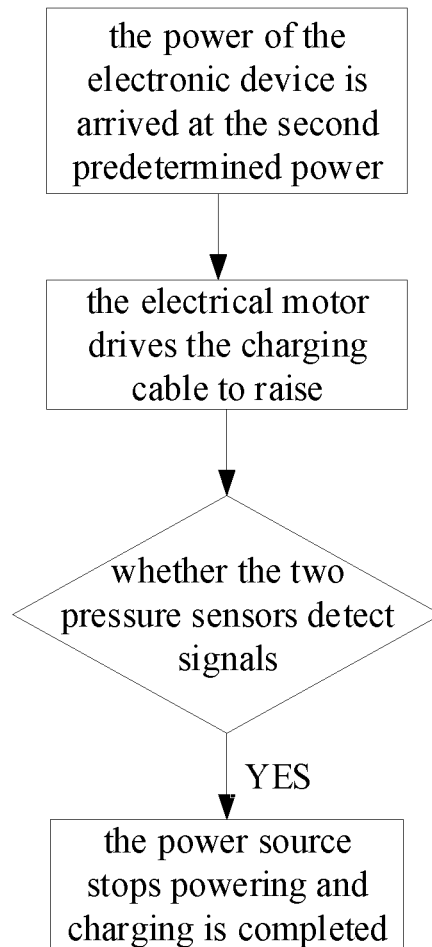 the power of the
electronic device is
arrived at the second
predetermined power
the electrical motor
drives the charging
cable to raise
whether the two
pressure sensors detect
signals
YES
the power source
stops powering and
charging is completed